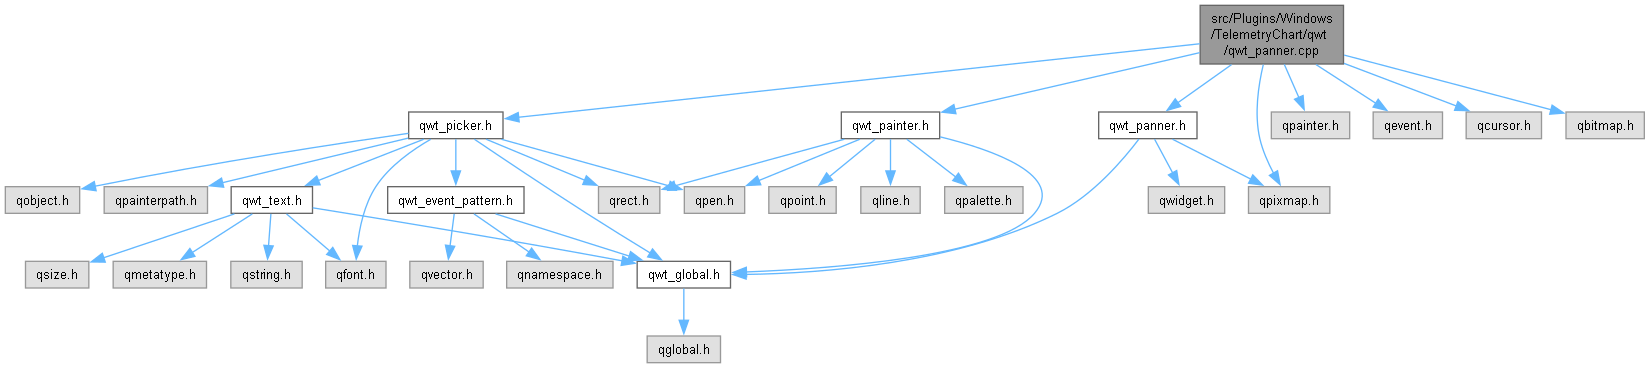 src/Plugins/Windows
/TelemetryChart/qwt
/qwt_panner.cpp
qwt_picker.h
qwt_painter.h
qwt_panner.h
qpainter.h
qevent.h
qcursor.h
qbitmap.h
qobject.h
qpainterpath.h
qwt_text.h
qwt_event_pattern.h
qrect.h
qpen.h
qpoint.h
qline.h
qpalette.h
qwidget.h
qpixmap.h
qsize.h
qmetatype.h
qstring.h
qfont.h
qvector.h
qnamespace.h
qwt_global.h
qglobal.h